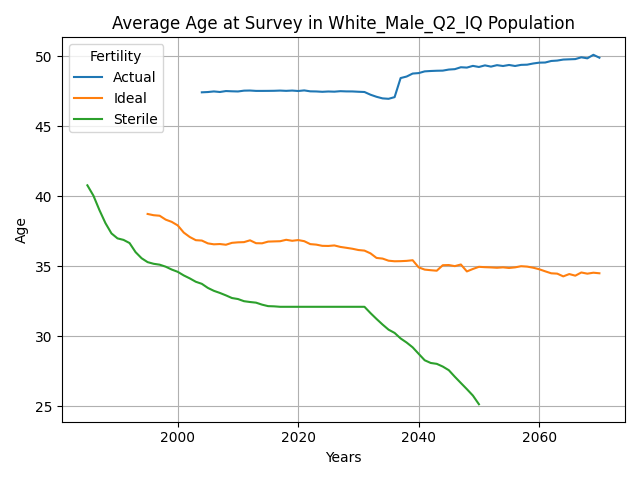 Average Age at Survey in White_Male_Q2_IQ Population
Fertility
Actual
Ideal
Sterile
50
45
40
35
30
25
Age
2000
2020
2040
2060
Years